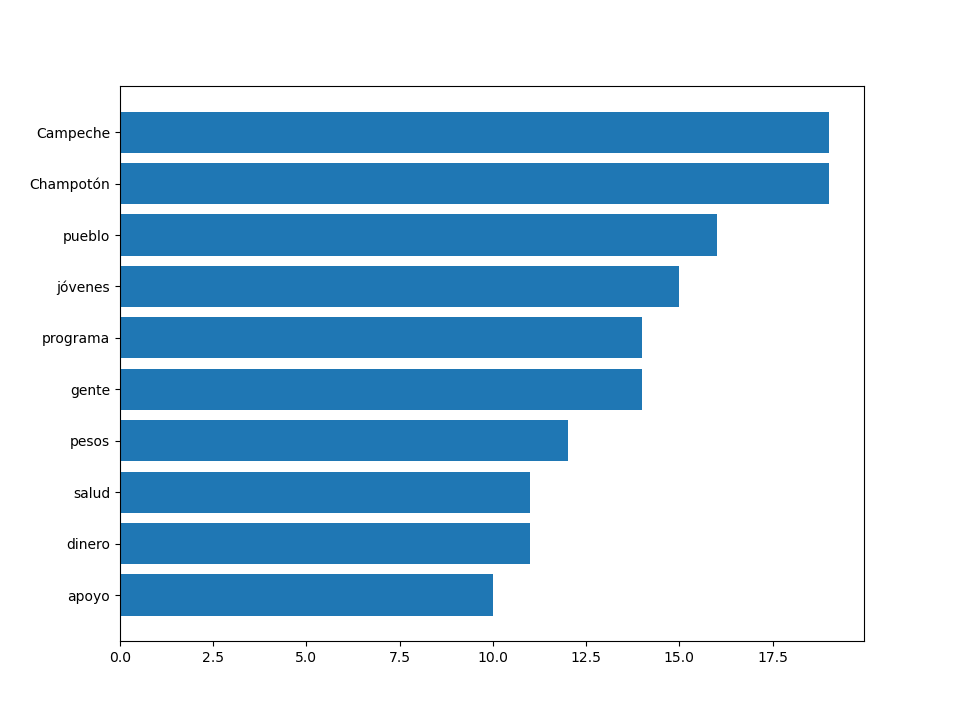 Campeche
Champotón
pueblo
jóvenes
programa
gente
pesos
salud
dinero
apoyo
0.0 2.5 5.0 7.5 10.0 12.5 15.0 17.5